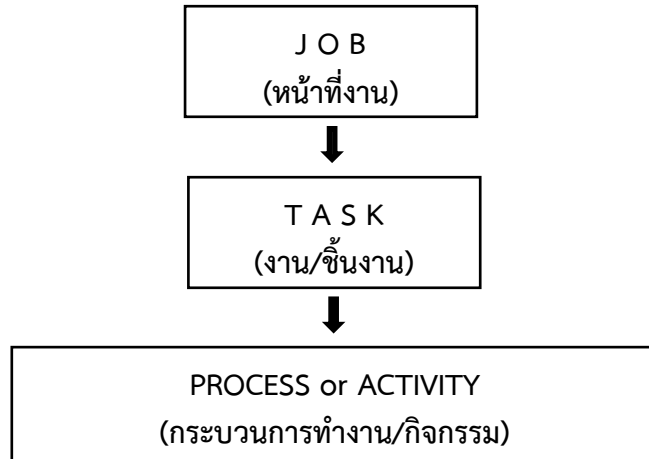 J O B
(หน้าที่งาน)
T A S K
(งาน/ชิ้นงาน)
PROCESS or ACTIVITY
(กระบวนการทำงาน/กิจกรรม)